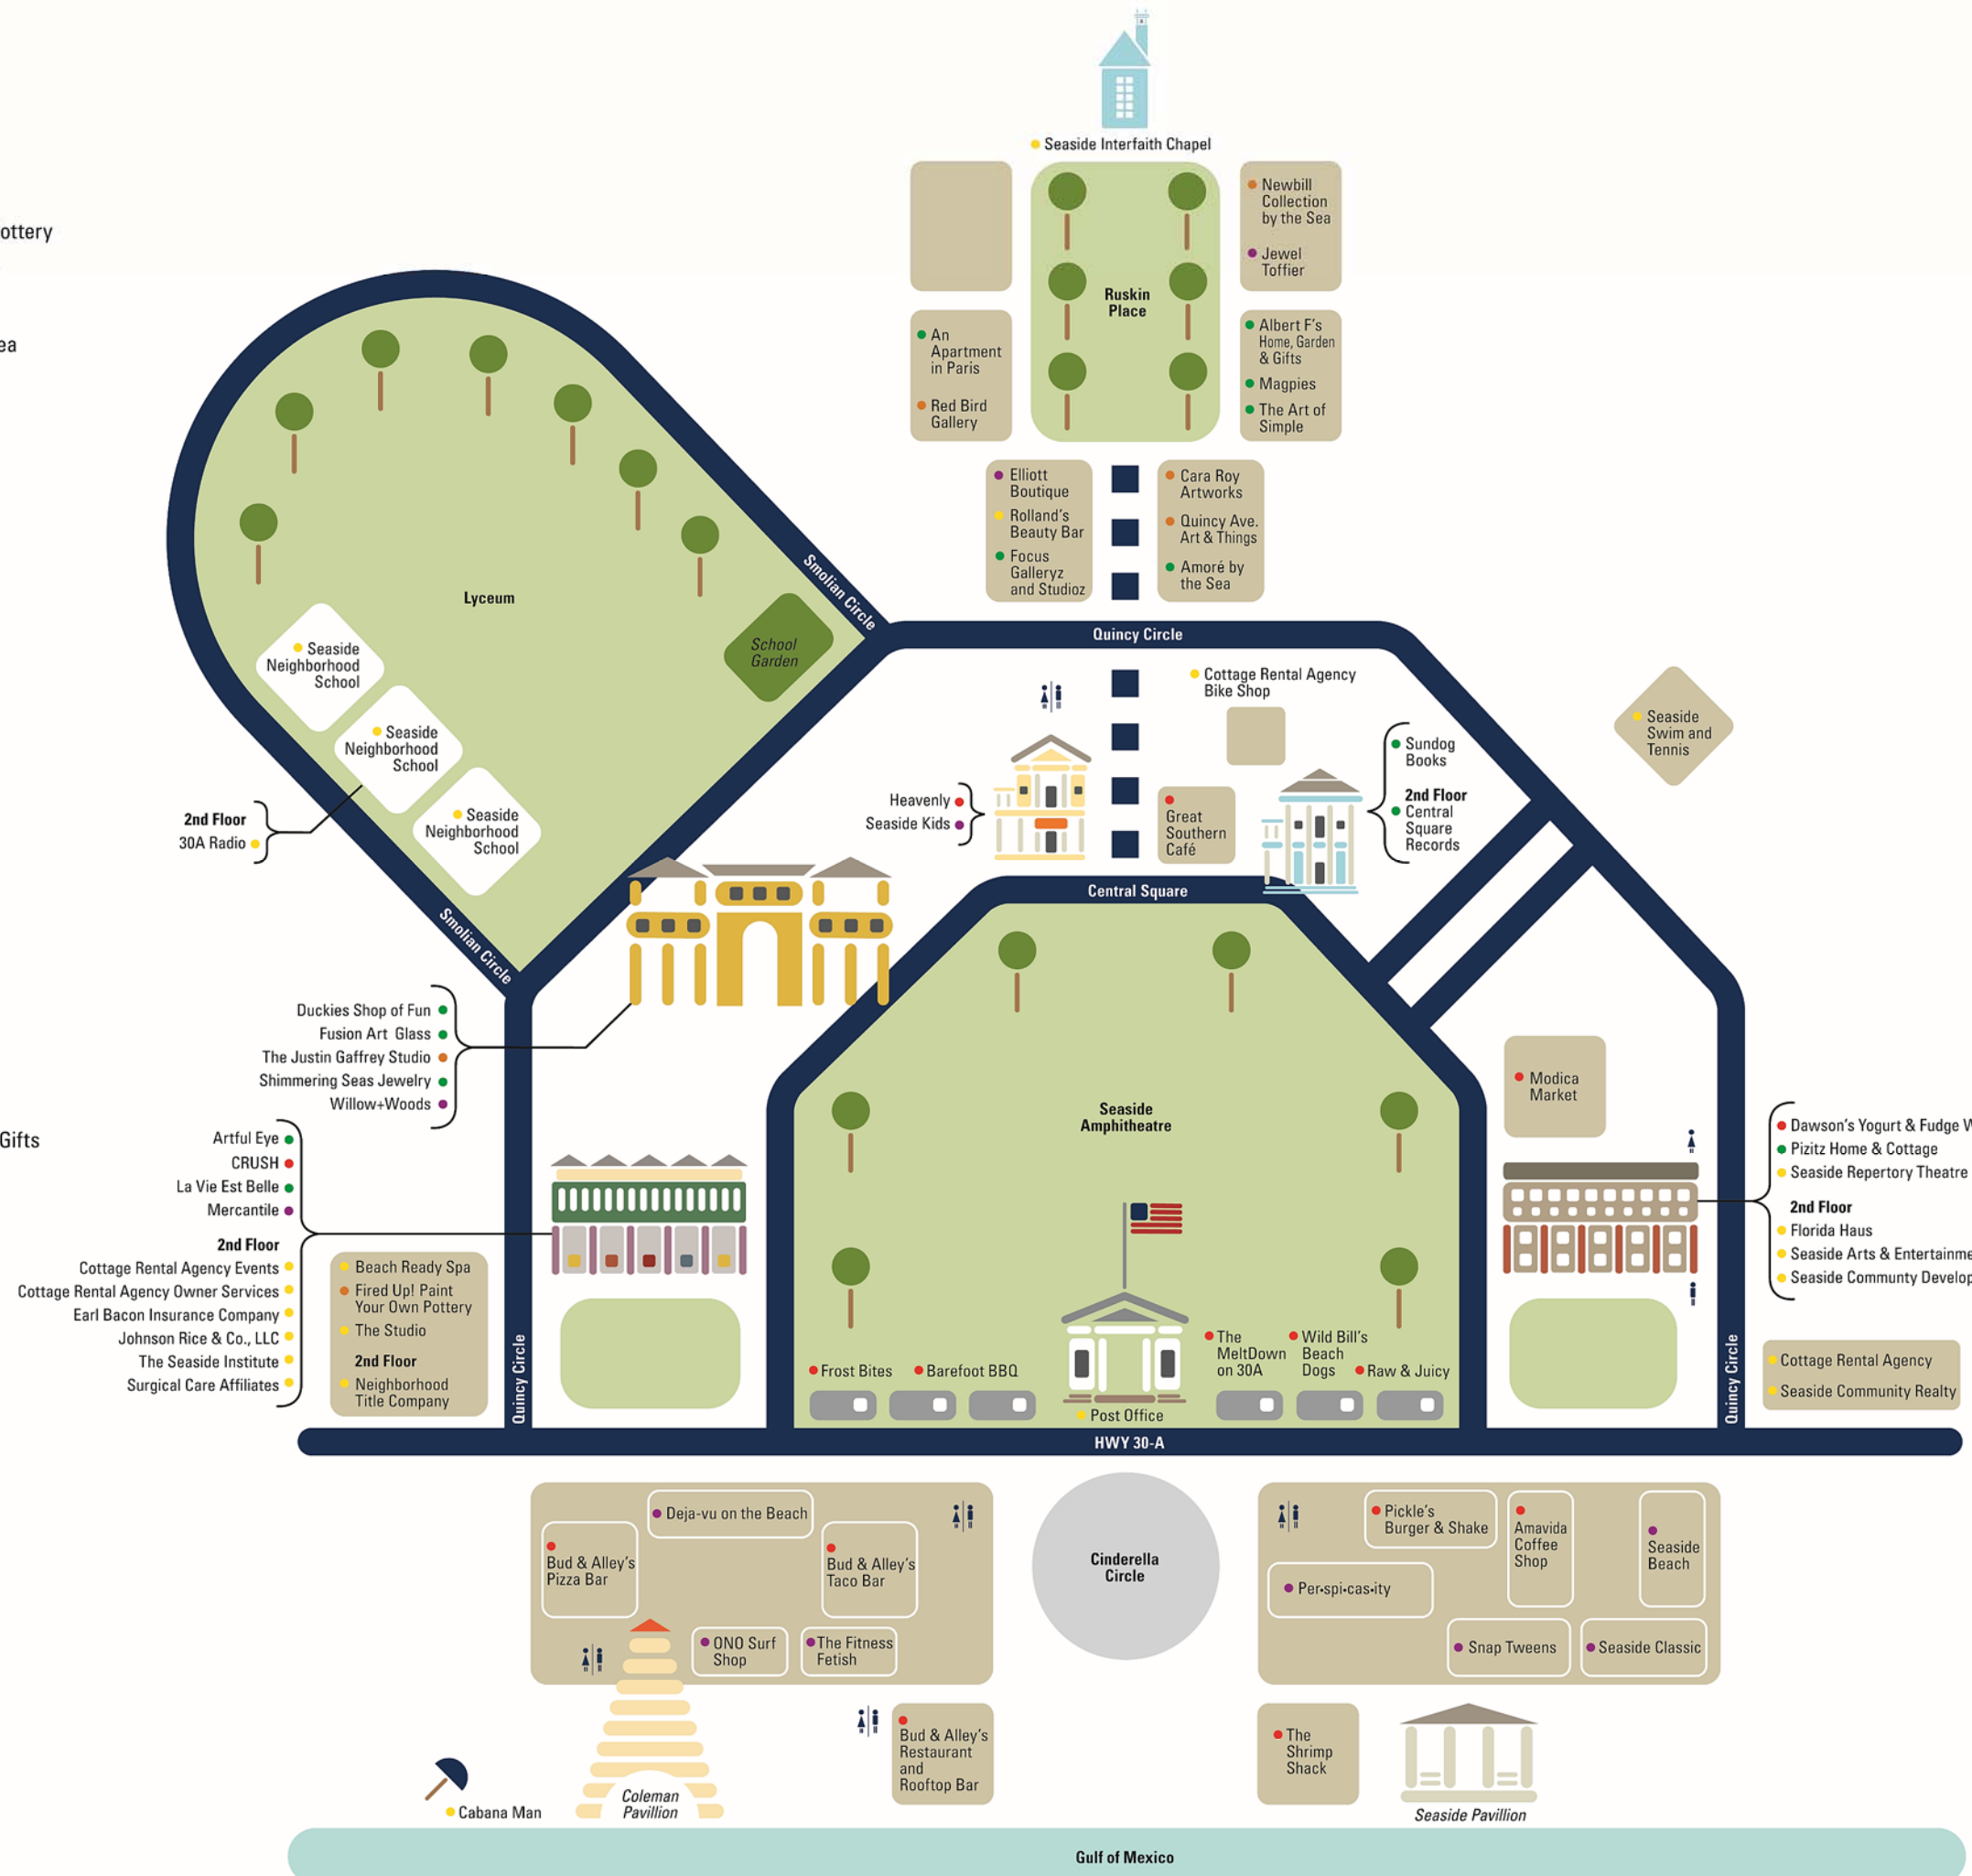 Seaside Interfaith Chapel
ottery
ea
Gifts
Newbill
Collection
by the Sea
Jewel
Toffier
Ruskin
Place
An
Apartment
in Paris
Red Bird
Gallery
Albert F's
Home, Garden
& Gifts
Magpies
The Art of
Simple
Elliott
Boutique
Rolland's
Beauty Bar
Focus
Galleryz
and Studioz
Cara Roy
Artworks
Quincy Ave.
Art & Things
Amoré by
the Sea
Smolian Circle
Lyceum
School
Garden
Seaside
Neighborhood
School
Seaside
Neighborhood
School
Seaside
Neighborhood
School
2nd Floor
30A Radio
Smolian Circle
Quincy Circle
Cottage Rental Agency
Bike Shop
Seaside
Swim and
Tennis
Sundog
Books
2nd Floor
Central
Square
Records
Heavenly
Seaside Kids
Great
Southern
Café
Central Square
Duckies Shop of Fun
Fusion Art Glass
The Justin Gaffrey Studio
Shimmering Seas Jewelry
Willow+Woods
Artful Eye
CRUSH
La Vie Est Belle
Mercantile
2nd Floor
Cottage Rental Agency Events
Cottage Rental Agency Owner Services
Earl Bacon Insurance Company
Johnson Rice & Co., LLC
The Seaside Institute
Surgical Care Affiliates
Beach Ready Spa
Fired Up! Paint
Your Own Pottery
The Studio
2nd Floor
Neighborhood
Title Company
Quincy Circle
Seaside
Amphitheatre
Modica
Market
Dawson's Yogurt & Fudge W
Pizitz Home & Cottage
Seaside Repertory Theatre
2nd Floor
Florida Haus
Seaside Arts & Entertainme
Seaside Communty Develop
Cottage Rental Agency
Seaside Community Realty
Quincy Circle
Frost Bites
Barefoot BBQ
The
MeltDown
on 30A
Wild Bill's
Beach
Dogs
Raw & Juicy
Post Office
HWY 30-A
Deja-vu on the Beach
Bud & Alley's
Pizza Bar
Bud & Alley's
Taco Bar
ONO Surf
Shop
The Fitness
Fetish
Cinderella
Circle
Pickle's
Burger & Shake
Amavida
Coffee
Shop
Seaside
Beach
Per•spi•cas•ity
Snap Tweens
Seaside Classic
Bud & Alley's
Restaurant
and
Rooftop Bar
The
Shrimp
Shack
Cabana Man
Coleman
Pavillion
Seaside Pavillion
Gulf of Mexico